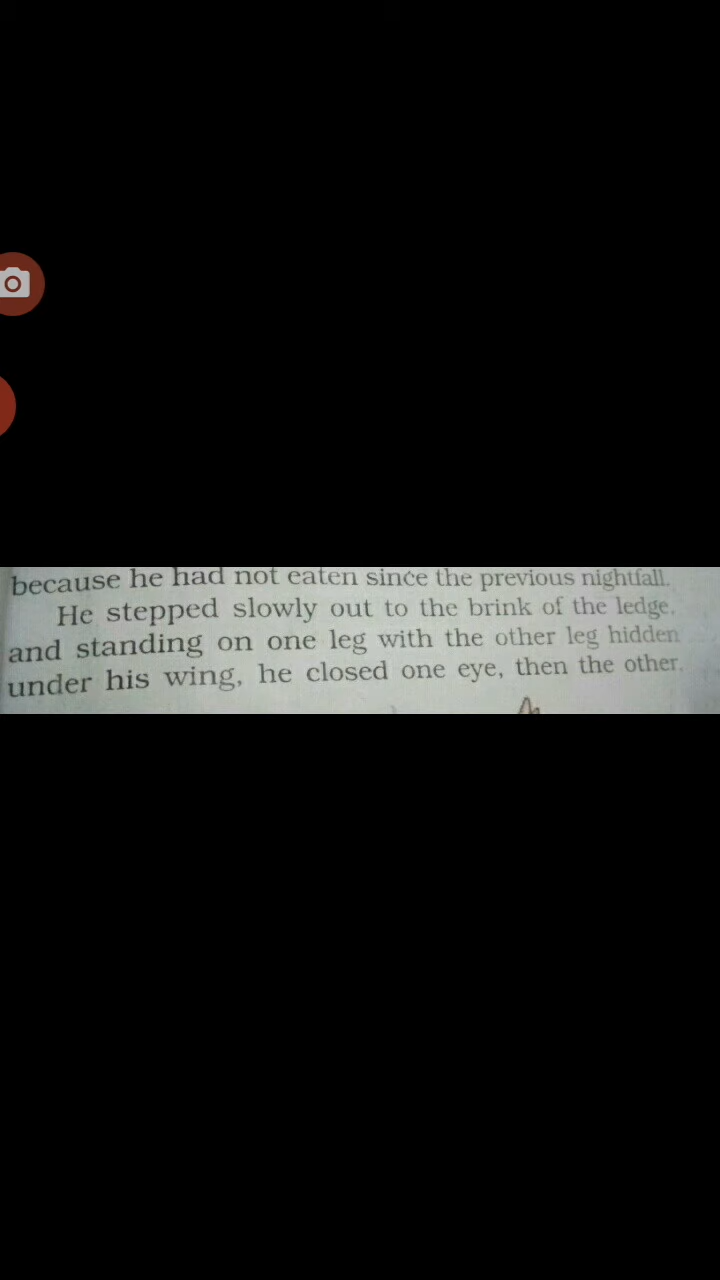 because he had not eaten since the previous nightfall.
He stepped slowly out to the brink of the ledge,
and standing on one leg with the other leg hidden
under his wing, he closed one eye, then the other,